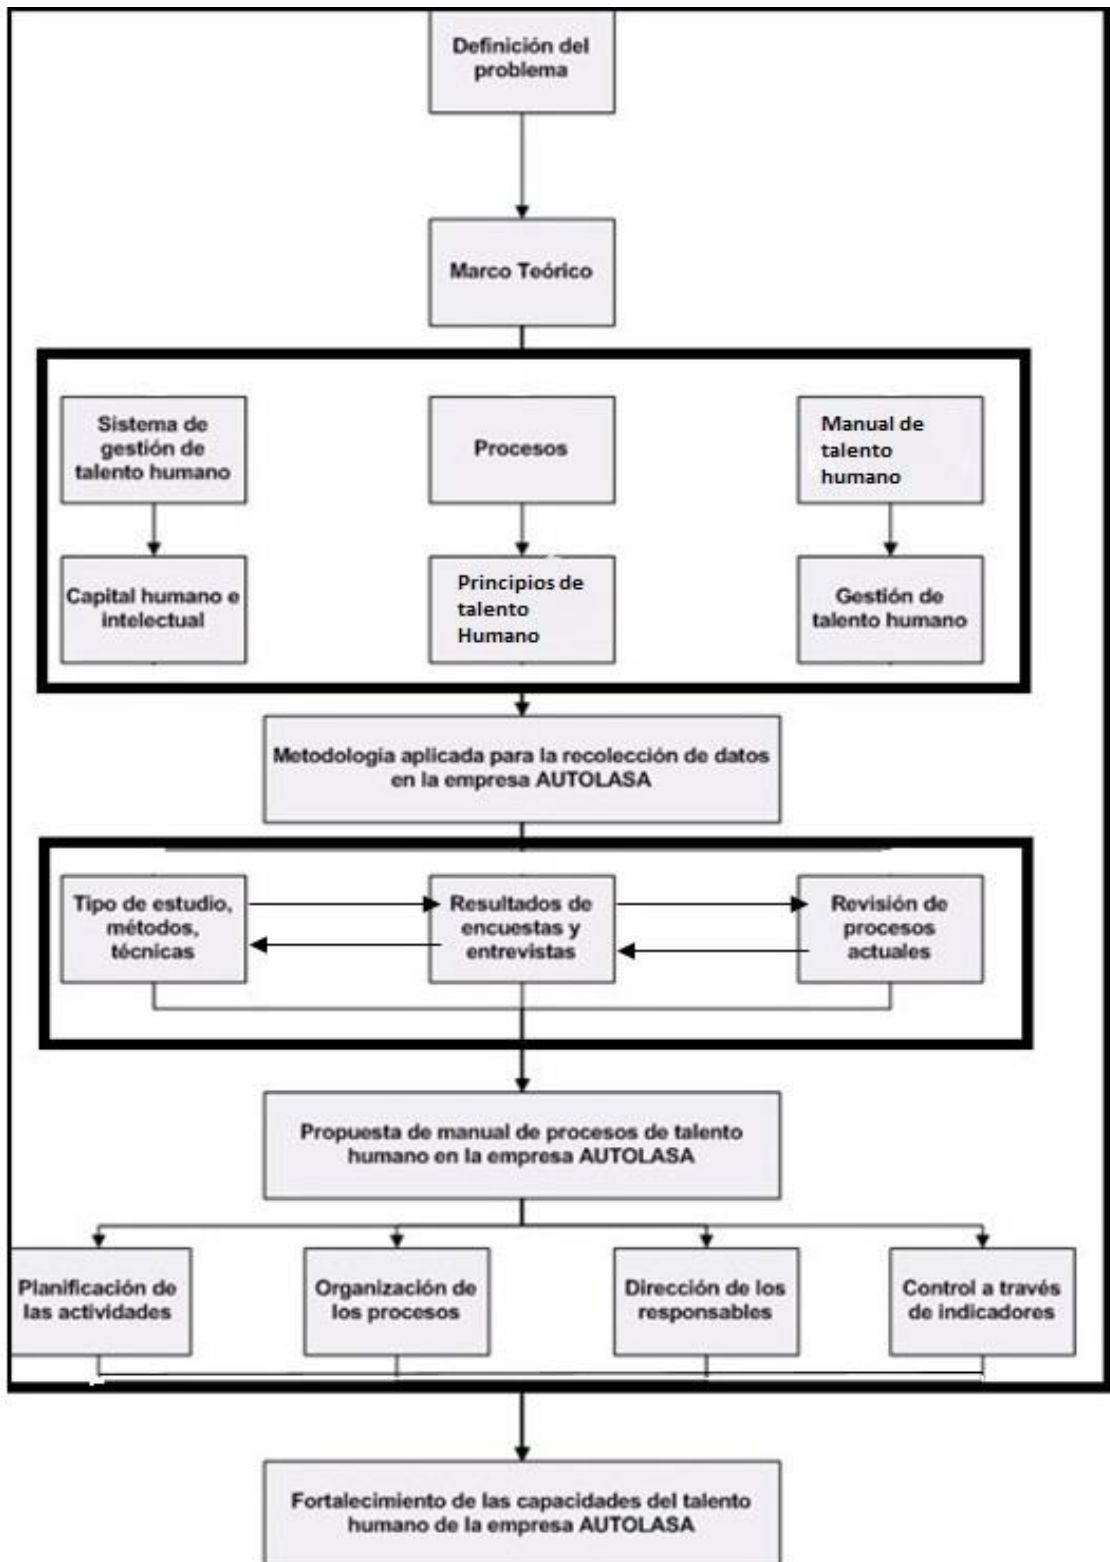 Definición del
problema
Marco Teórico
Sistema de
gestión de
talento humano
Procesos
Manual de
talento
humano
Capital humano e
intelectual
Principios de
talento
Humano
Gestión de
talento humano
Metodología aplicada para la recolección de datos
en la empresa AUTOLASA
Tipo de estudio,
métodos,
técnicas
Resultados de
encuestas y
entrevistas
Revisión de
procesos
actuales
Propuesta de manual de procesos de talento
humano en la empresa AUTOLASA
Planificación de
las actividades
Organización de
los procesos
Dirección de los
responsables
Control a través
de indicadores
Fortalecimiento de las capacidades del talento
humano de la empresa AUTOLASA